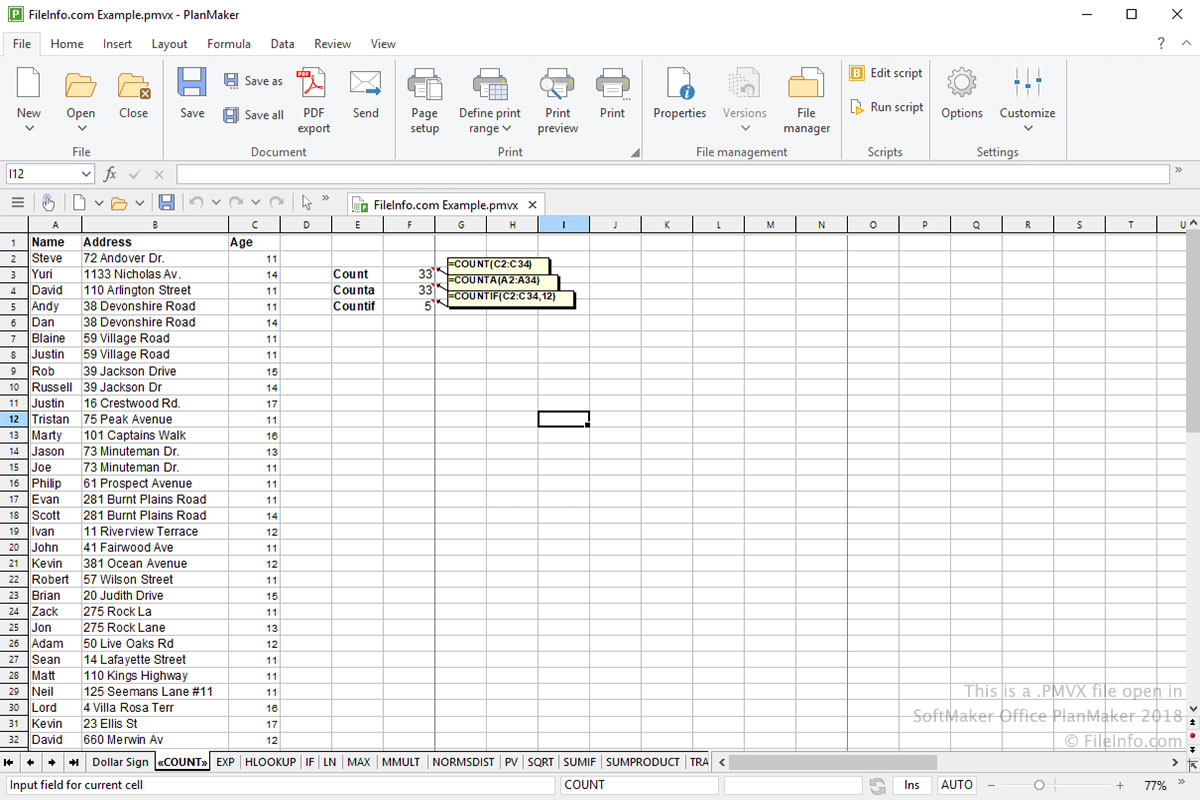 FileInfo.com Example.pmvx - PlanMaker
File Home Insert Layout Formula Data Review View ?
New Open Close Save Save as Save all PDF export Send Page setup Define print range Print preview Print Properties Versions File manager Edit script Run script Options Customize
File Document Print File management Scripts Settings
I12 fx
FileInfo.com Example.pmvx
A B C D E F G H I J K L M N O P Q R S T U
1 Name Address Age
2 Steve 72 Andover Dr. 11 =COUNT(C2:C34)
3 Yuri 1133 Nicholas Av. 14 Count 33 =COUNTA(A2:A34)
4 David 110 Arlington Street 11 Counta 33 =COUNTIF(C2:C34,12)
5 Andy 38 Devonshire Road 11 Countif 5
6 Dan 38 Devonshire Road 14
7 Blaine 59 Village Road 11
8 Justin 59 Village Road 11
9 Rob 39 Jackson Drive 15
10 Russell 39 Jackson Dr 14
11 Justin 16 Crestwood Rd. 17
12 Tristan 75 Peak Avenue 11
13 Marty 101 Captains Walk 16
14 Jason 73 Minuteman Dr. 13
15 Joe 73 Minuteman Dr. 11
16 Philip 61 Prospect Avenue 11
17 Evan 281 Burnt Plains Road 11
18 Scott 281 Burnt Plains Road 14
19 Ivan 11 Riverview Terrace 12
20 John 41 Fairwood Ave 11
21 Kevin 381 Ocean Avenue 12
22 Robert 57 Wilson Street 11
23 Brian 20 Judith Drive 15
24 Zack 275 Rock La 11
25 Jon 275 Rock Lane 13
26 Adam 50 Live Oaks Rd 12
27 Sean 14 Lafayette Street 11
28 Matt 110 Kings Highway 11
29 Neil 125 Seemans Lane #11 11
30 Lord 4 Villa Rosa Terr 16
31 Kevin 23 Ellis St 17
32 David 660 Merwin Av 12
This is a .PMVX file open in
SoftMaker Office PlanMaker 2018
© FileInfo.com
Dollar Sign «COUNT» EXP HLOOKUP IF LN MAX MMULT NORMSDIST PV SQRT SUMIF SUMPRODUCT TRA
Input field for current cell COUNT Ins AUTO 77%